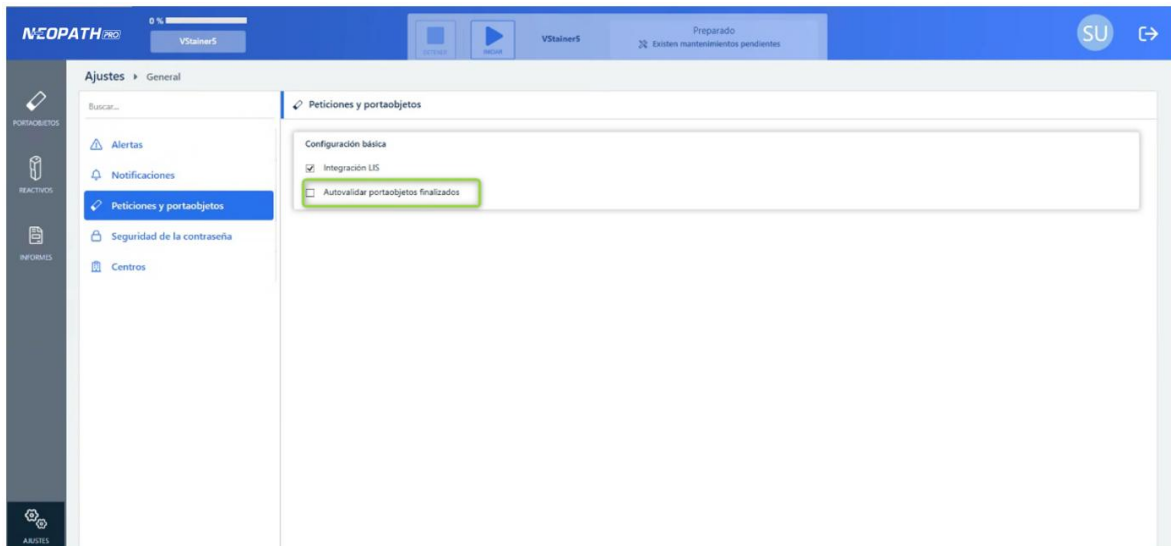 NEOPATH PRO
0 %
VStainer5
DETENER
INICIAR
VStainer5
Preparado
Existen mantenimientos pendientes
SU
PORTAOBJETOS
REACTIVOS
INFORMES
AJUSTES
Ajustes General
Buscar...
Alertas
Notificaciones
Peticiones y portaobjetos
Seguridad de la contraseña
Centros
Peticiones y portaobjetos
Configuración básica
Integración LIS
Autovalidar portaobjetos finalizados